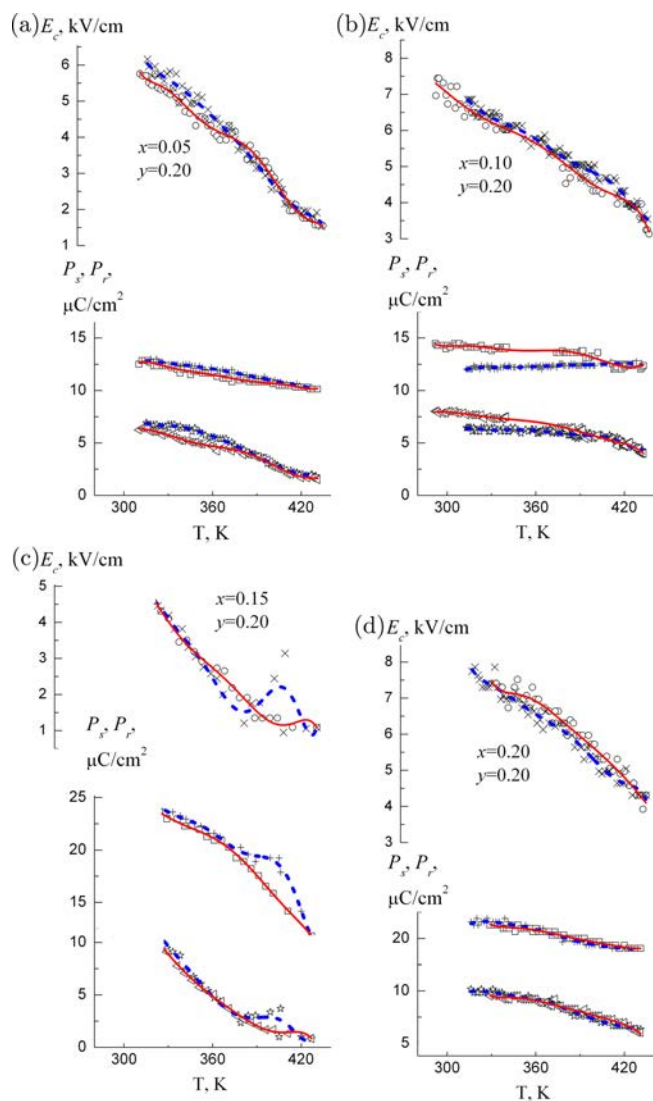 (a) E_c, kV/cm
6
5
4
3
2
1
x=0.05
y=0.20
P_s, P_r,
μC/cm²
15
10
5
0
300 360 420
T, K
(b) E_c, kV/cm
8
7
6
5
4
3
x=0.10
y=0.20
P_s, P_r,
μC/cm²
15
10
5
0
300 360 420
T, K
(c) E_c, kV/cm
5
4
3
2
1
x=0.15
y=0.20
P_s, P_r,
μC/cm²
25
20
15
10
5
0
300 360 420
T, K
(d) E_c, kV/cm
8
7
6
5
4
3
x=0.20
y=0.20
P_s, P_r,
μC/cm²
20
10
5
300 360 420
T, K